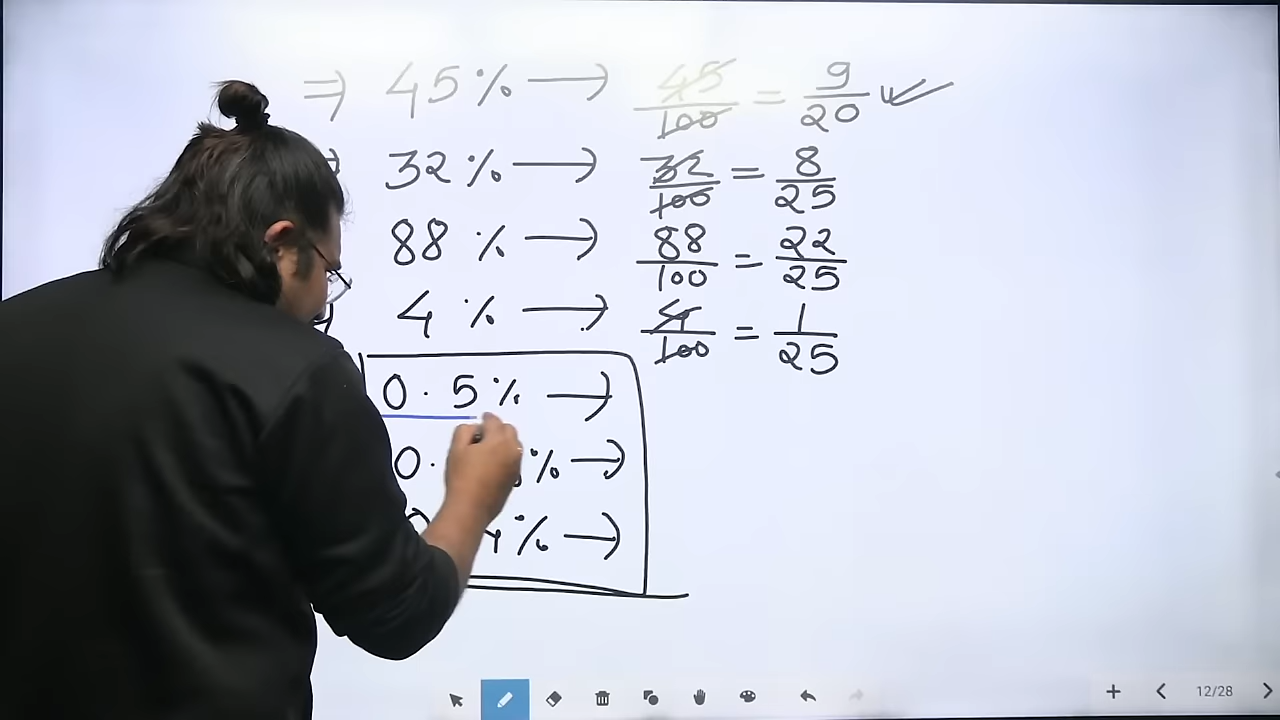 ⇒ 45% → 45/100 = 9/20 ✓
32% → 32/100 = 8/25
88% → 88/100 = 22/25
4% → 4/100 = 1/25
0.5% →
0. % →
4% →
12/28